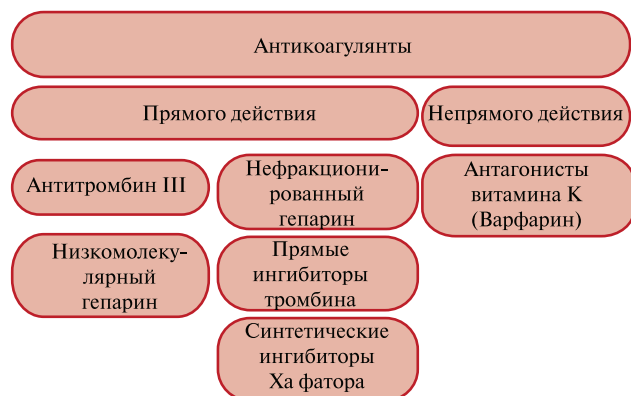 Антикоагулянты
Прямого действия
Непрямого действия
Антитромбин III
Нефракциони-
рованный
гепарин
Антагонисты
витамина К
(Варфарин)
Низкомолеку-
лярный
гепарин
Прямые
ингибиторы
тромбина
Синтетические
ингибиторы
Ха фатора